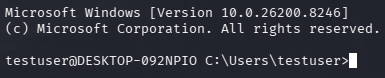 Microsoft Windows [Version 10.0.26200.8246]
(c) Microsoft Corporation. All rights reserved.
testuser@DESKTOP-092NPIO C:\Users\testuser>